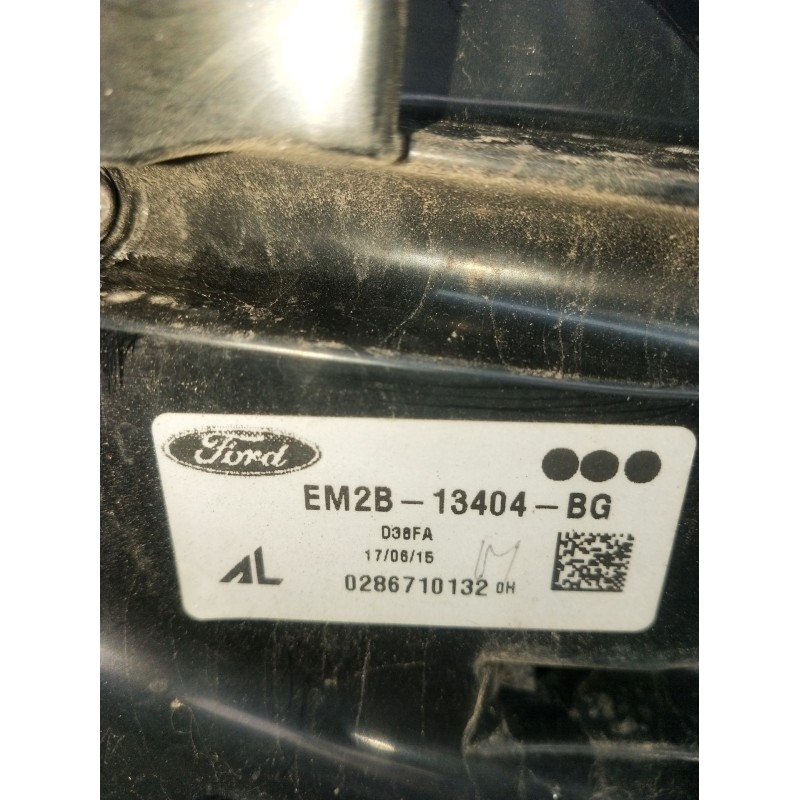 Ford
EM2B-13404-BG
D38FA
17/06/15
AL
0286710132 0H